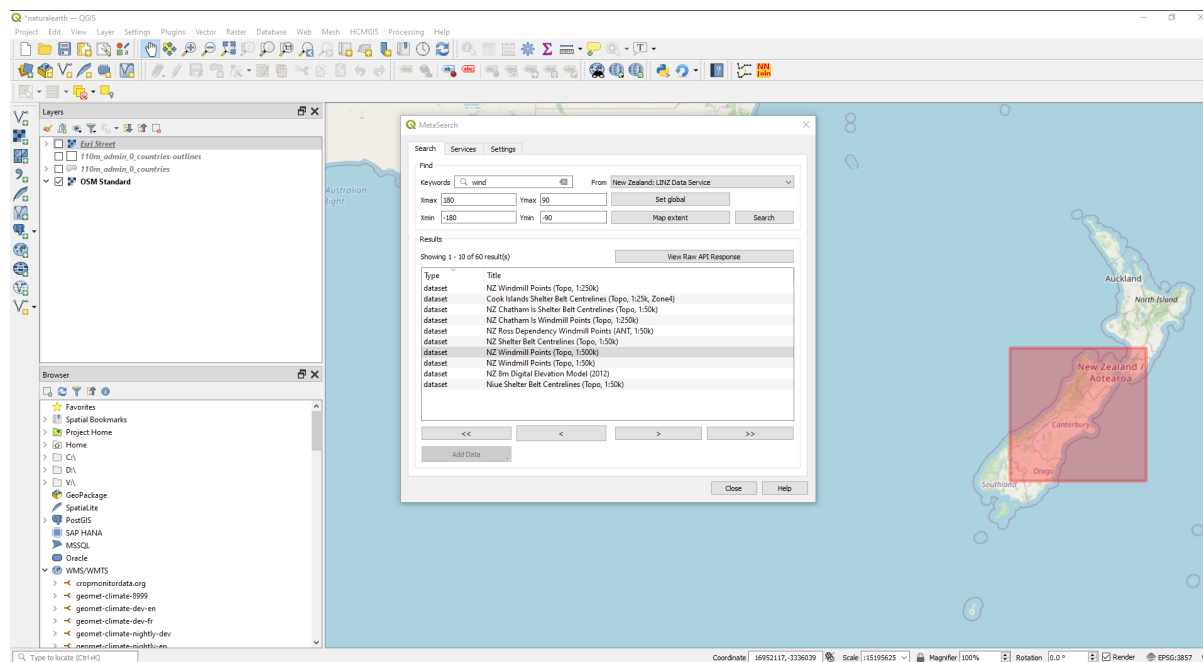 *naturalearth — QGIS
Project Edit View Layer Settings Plugins Vector Raster Database Web Mesh HCMGIS Processing Help
Layers
Esri Street
110m_admin_0_countries-outlines
110m_admin_0_countries
OSM Standard
Browser
Favorites
Spatial Bookmarks
Project Home
Home
C:\
D:\
V:\
GeoPackage
SpatiaLite
PostGIS
SAP HANA
MSSQL
Oracle
WMS/WMTS
cropmonitordata.org
geomet-climate-8999
geomet-climate-dev-en
geomet-climate-dev-fr
geomet-climate-nightly-dev
geomet-climate-nightly-en
MetaSearch
Search Services Settings
Find
Keywords wind From New Zealand: LINZ Data Service
Xmax 180 Ymax 90 Set global
Xmin -180 Ymin -90 Map extent Search
Results
Showing 1 - 10 of 60 result(s) View Raw API Response
Type Title
dataset NZ Windmill Points (Topo, 1:250k)
dataset Cook Islands Shelter Belt Centrelines (Topo, 1:25k, Zone4)
dataset NZ Chatham Is Shelter Belt Centrelines (Topo, 1:50k)
dataset NZ Chatham Is Windmill Points (Topo, 1:250k)
dataset NZ Ross Dependency Windmill Points (ANT, 1:50k)
dataset NZ Shelter Belt Centrelines (Topo, 1:50k)
dataset NZ Windmill Points (Topo, 1:500k)
dataset NZ Windmill Points (Topo, 1:50k)
dataset NZ 8m Digital Elevation Model (2012)
dataset Niue Shelter Belt Centrelines (Topo, 1:50k)
<< < > >>
Add Data
Close Help
Australian
Bight
Auckland
North Island
New Zealand /
Aotearoa
Canterbury
Otago
Southland
Type to locate (Ctrl+K) Coordinate 16952117,-3336039 Scale :15195625 Magnifier 100% Rotation 0.0 ° Render EPSG:3857